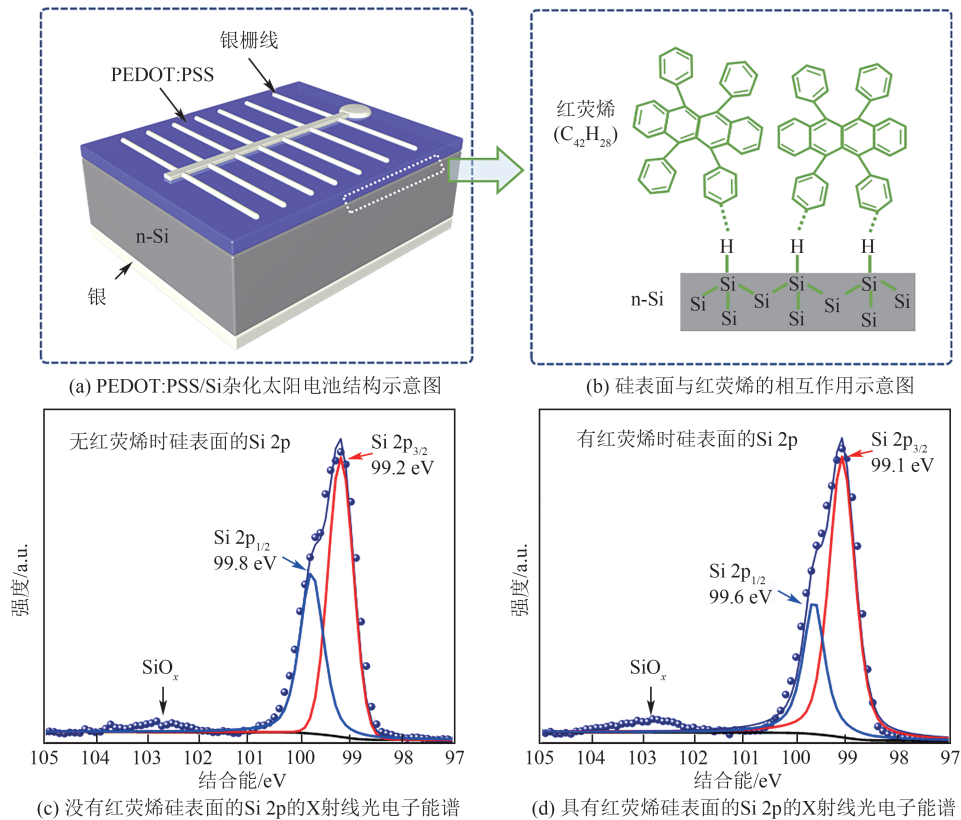 银栅线
PEDOT:PSS
n-Si
银
(a) PEDOT:PSS/Si杂化太阳电池结构示意图
红荧烯
(C₄₂H₂₈)
H H H
n-Si
Si Si Si
Si Si Si Si
Si Si Si
(b) 硅表面与红荧烯的相互作用示意图
无红荧烯时硅表面的Si 2p
Si 2p₃/₂
99.2 eV
Si 2p₁/₂
99.8 eV
SiOₓ
强度/a.u.
105 104 103 102 101 100 99 98 97
结合能/eV
(c) 没有红荧烯硅表面的Si 2p的X射线光电子能谱
有红荧烯时硅表面的Si 2p
Si 2p₃/₂
99.1 eV
Si 2p₁/₂
99.6 eV
SiOₓ
强度/a.u.
105 104 103 102 101 100 99 98 97
结合能/eV
(d) 具有红荧烯硅表面的Si 2p的X射线光电子能谱